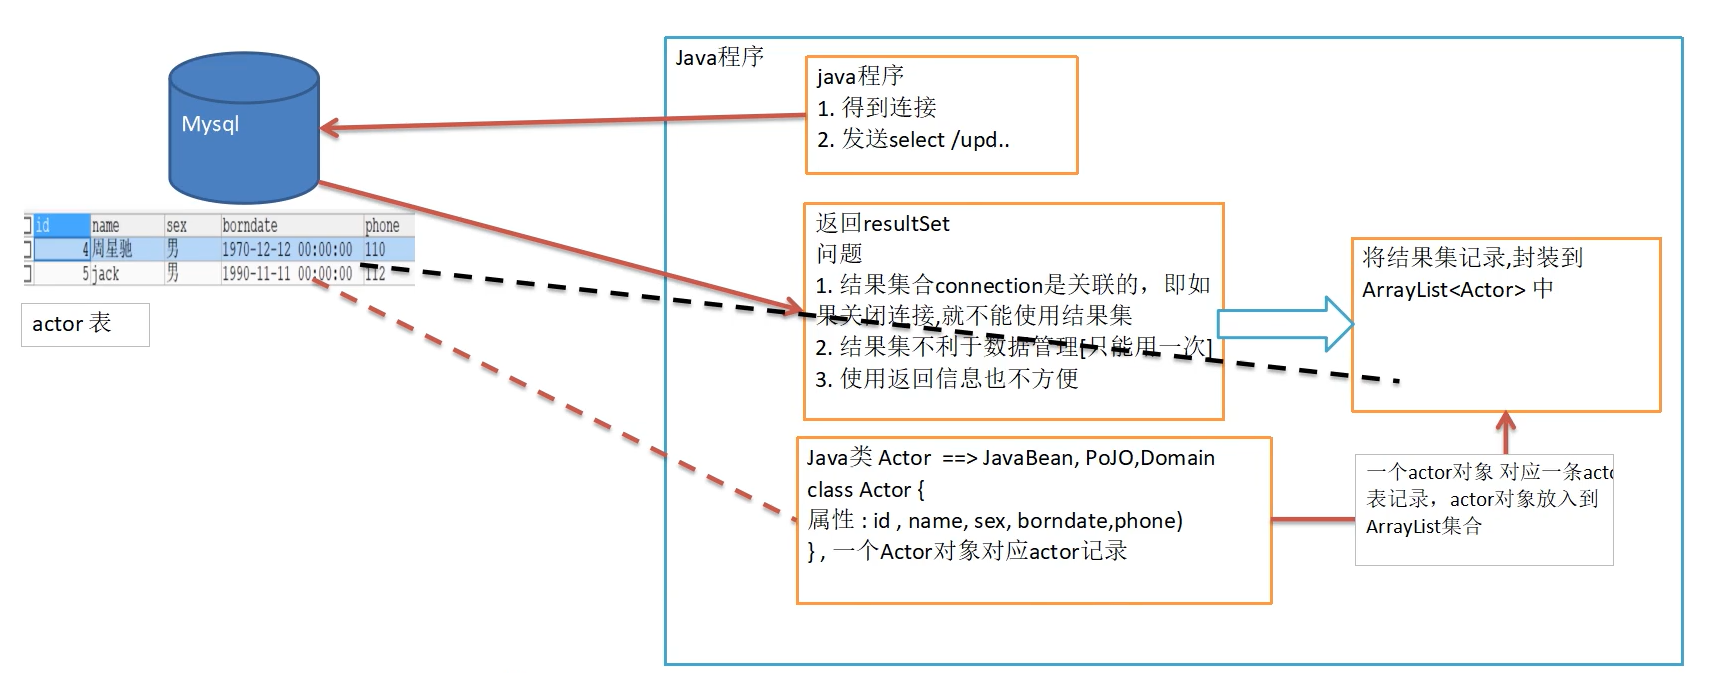 Java程序
java程序
1. 得到连接
2. 发送select /upd..
Mysql
id name sex borndate phone
4 周星驰 男 1970-12-12 00:00:00 110
5 jack 男 1990-11-11 00:00:00 112
actor 表
返回resultSet
问题
1. 结果集合connection是关联的，即如
果关闭连接,就不能使用结果集
2. 结果集不利于数据管理[只能用一次]
3. 使用返回信息也不方便
将结果集记录,封装到
ArrayList<Actor> 中
Java类 Actor ==> JavaBean, PoJO,Domain
class Actor {
属性 : id , name, sex, borndate,phone)
} , 一个Actor对象对应actor记录
一个actor对象 对应一条acto
表记录，actor对象放入到
ArrayList集合